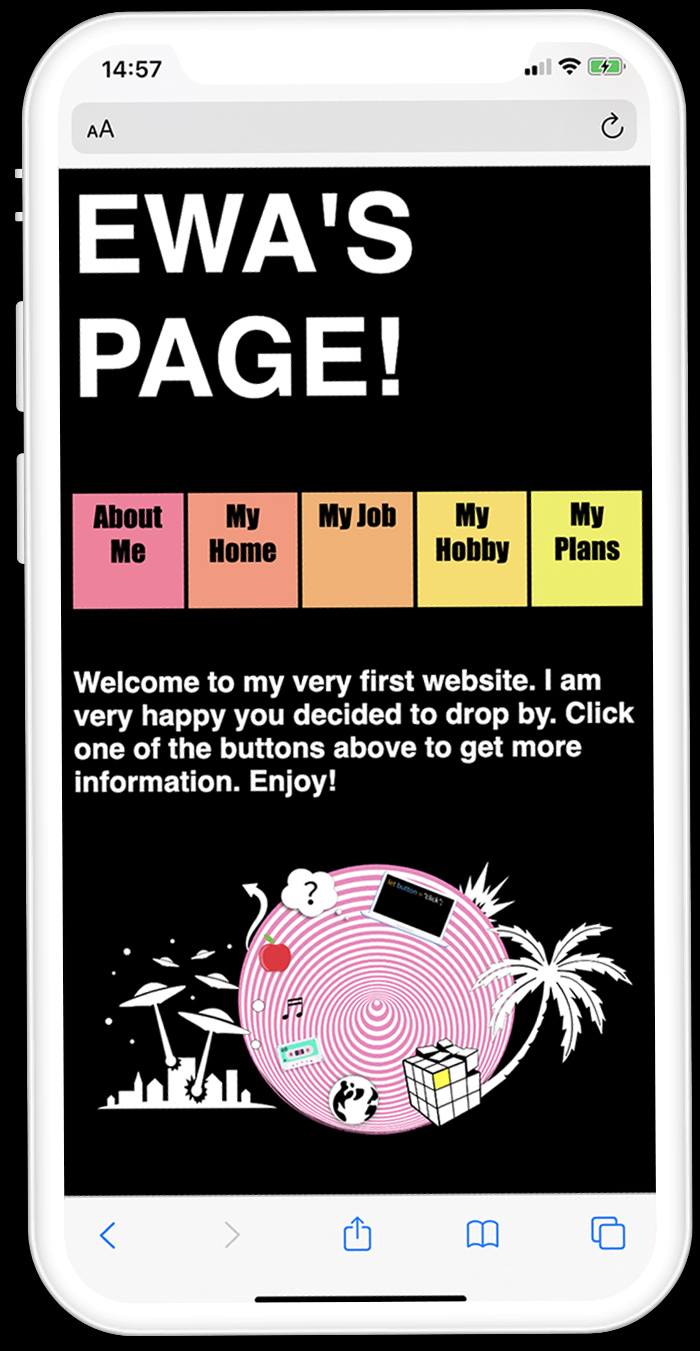 14:57
AA
EWA'S
PAGE!
About
Me
My
Home
My Job
My
Hobby
My
Plans
Welcome to my very first website. I am
very happy you decided to drop by. Click
one of the buttons above to get more
information. Enjoy!
?
let button = "click";